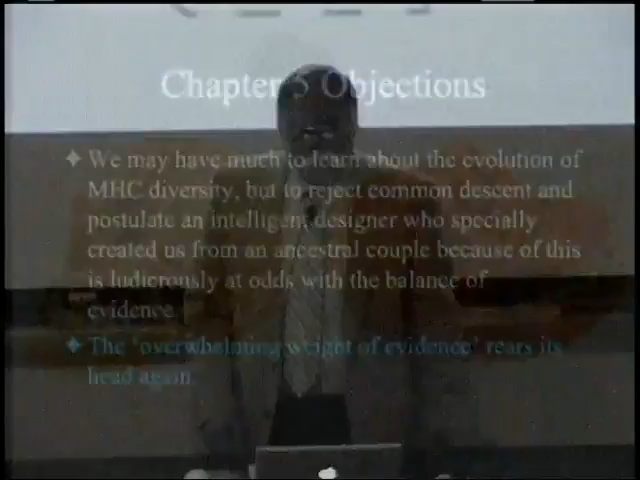 Chapter 5 Objections
✦ We may have much to learn about the evolution of
MHC diversity, but to reject common descent and
postulate an intelligent designer who specially
created us from an ancestral couple because of this
is ludicrously at odds with the balance of
evidence.
✦ The 'overwhelming weight of evidence' rears its
head again.